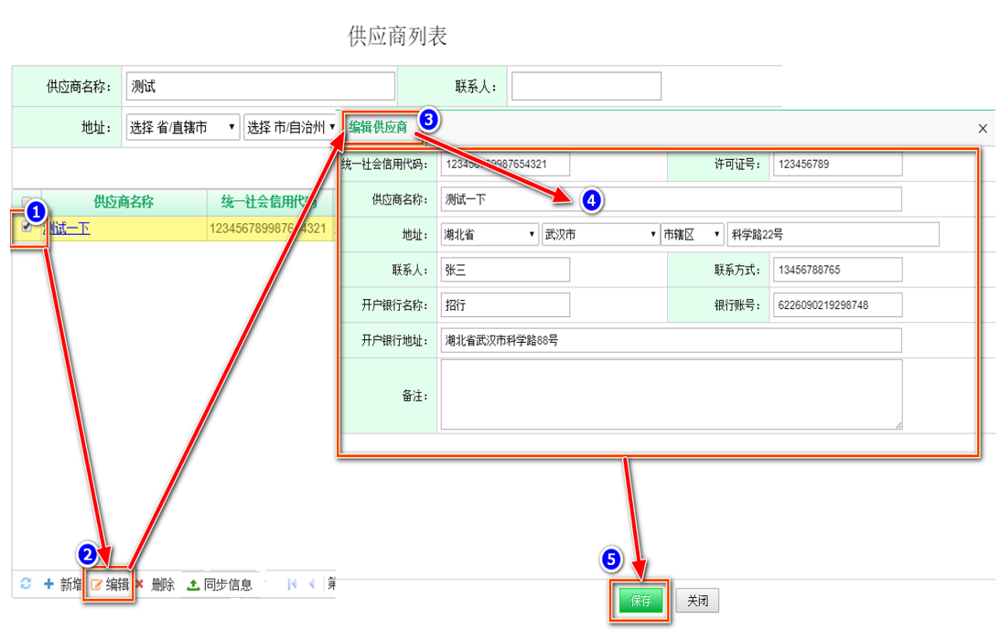 供应商列表
供应商名称： 测试 联系人：
地址： 选择 省/直辖市 选择 市/自治州
3
编辑供应商
统一社会信用代码： 123456789987654321 许可证号： 123456789
供应商名称： 测试一下 4
地址： 湖北省 武汉市 市辖区 科学路22号
联系人： 张三 联系方式： 13456788765
开户银行名称： 招行 银行账号： 6226090219298748
开户银行地址： 湖北省武汉市科学路88号
备注：
供应商名称 统一社会信用代码
1
测试一下 123456789987654321
2
新增 编辑 删除 同步信息 第
5
保存 关闭